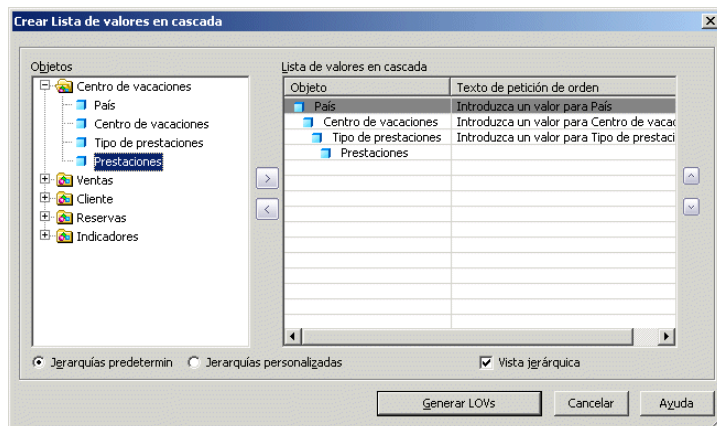 Crear Lista de valores en cascada
Objetos
Lista de valores en cascada
Centro de vacaciones
País
Centro de vacaciones
Tipo de prestaciones
Prestaciones
Ventas
Cliente
Reservas
Indicadores
Objeto Texto de petición de orden
País Introduzca un valor para País
Centro de vacaciones Introduzca un valor para Centro de vacac
Tipo de prestaciones Introduzca un valor para Tipo de prestaci
Prestaciones
Jerarquías predetermin Jerarquías personalizadas Vista jerárquica
Generar LOVs Cancelar Ayuda